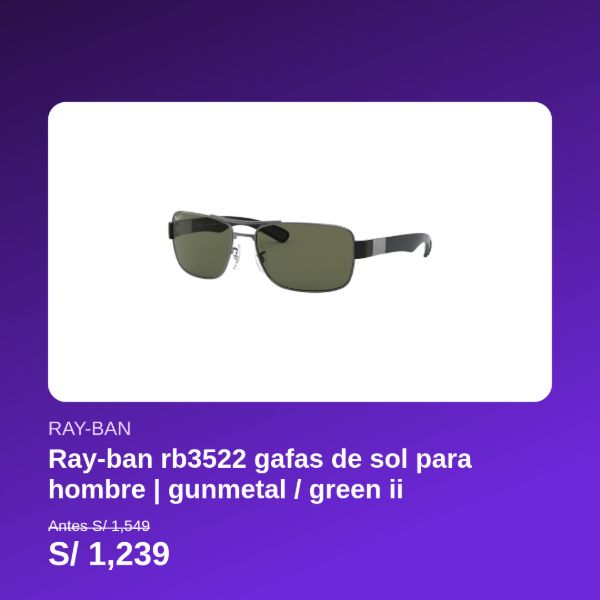 RAY-BAN
Ray-ban rb3522 gafas de sol para
hombre | gunmetal / green ii
Antes S/ 1,549
S/ 1,239